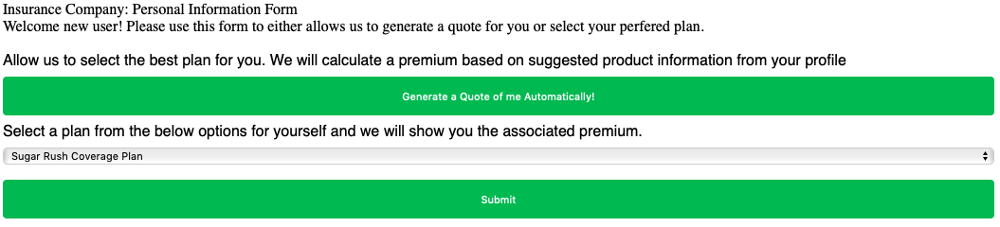 Insurance Company: Personal Information Form
Welcome new user! Please use this form to either allows us to generate a quote for you or select your perfered plan.
Allow us to select the best plan for you. We will calculate a premium based on suggested product information from your profile
Generate a Quote of me Automatically!
Select a plan from the below options for yourself and we will show you the associated premium.
Sugar Rush Coverage Plan
Submit